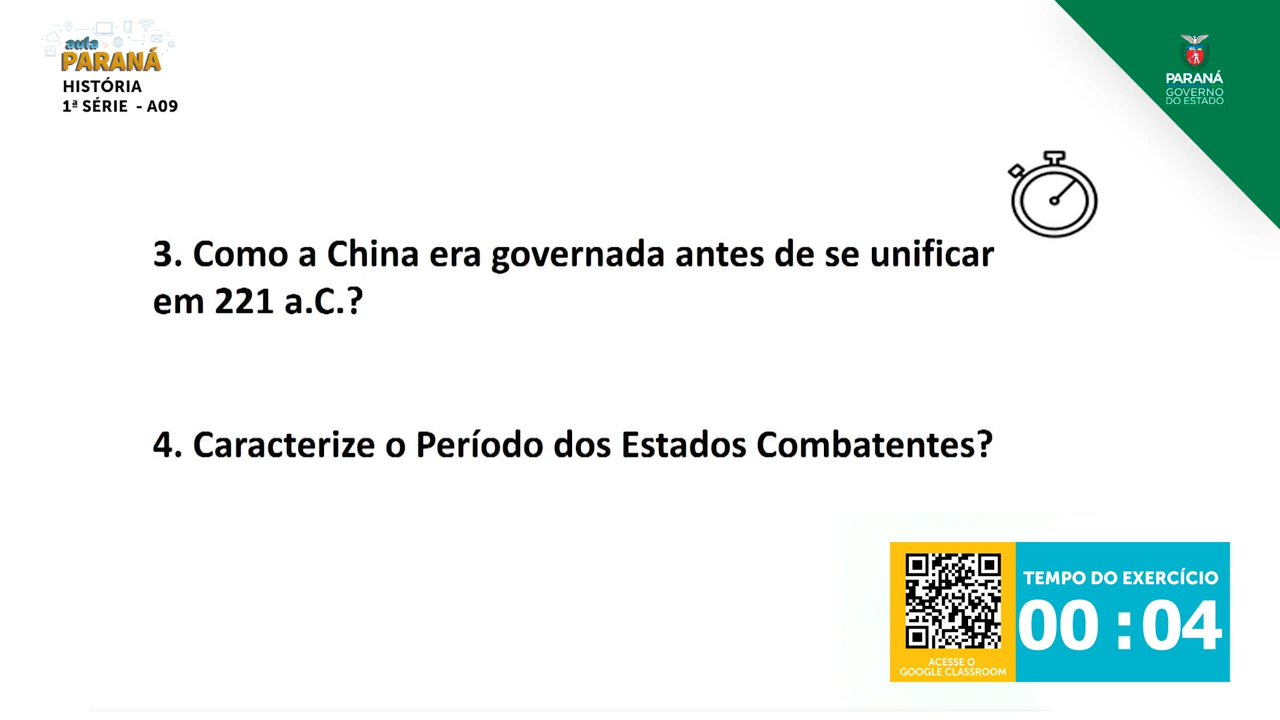 aula
PARANÁ
HISTÓRIA
1ª SÉRIE - A09
PARANÁ
GOVERNO
DO ESTADO
3. Como a China era governada antes de se unificar
em 221 a.C.?
4. Caracterize o Período dos Estados Combatentes?
TEMPO DO EXERCÍCIO
00 : 04
ACESSE O
GOOGLE CLASSROOM